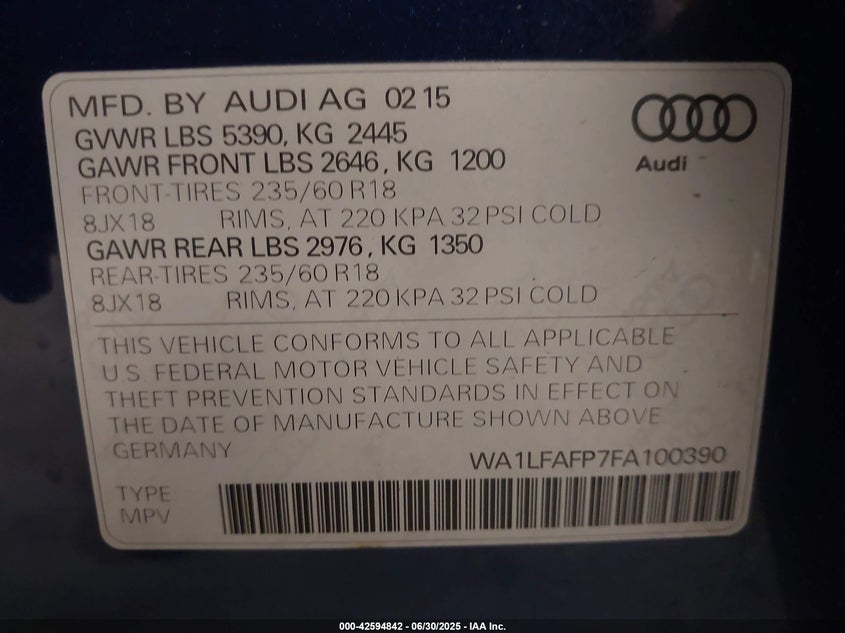 MFD. BY AUDI AG 02 15
GVWR LBS 5390, KG 2445
GAWR FRONT LBS 2646, KG 1200
FRONT-TIRES 235/60 R18
8JX18 RIMS, AT 220 KPA 32 PSI COLD
GAWR REAR LBS 2976, KG 1350
REAR-TIRES 235/60 R18
8JX18 RIMS, AT 220 KPA 32 PSI COLD
Audi
THIS VEHICLE CONFORMS TO ALL APPLICABLE
U.S. FEDERAL MOTOR VEHICLE SAFETY AND
THEFT PREVENTION STANDARDS IN EFFECT ON
THE DATE OF MANUFACTURE SHOWN ABOVE
GERMANY
WA1LFAFP7FA100390
TYPE
MPV
000-42594842 - 06/30/2025 - IAA Inc.